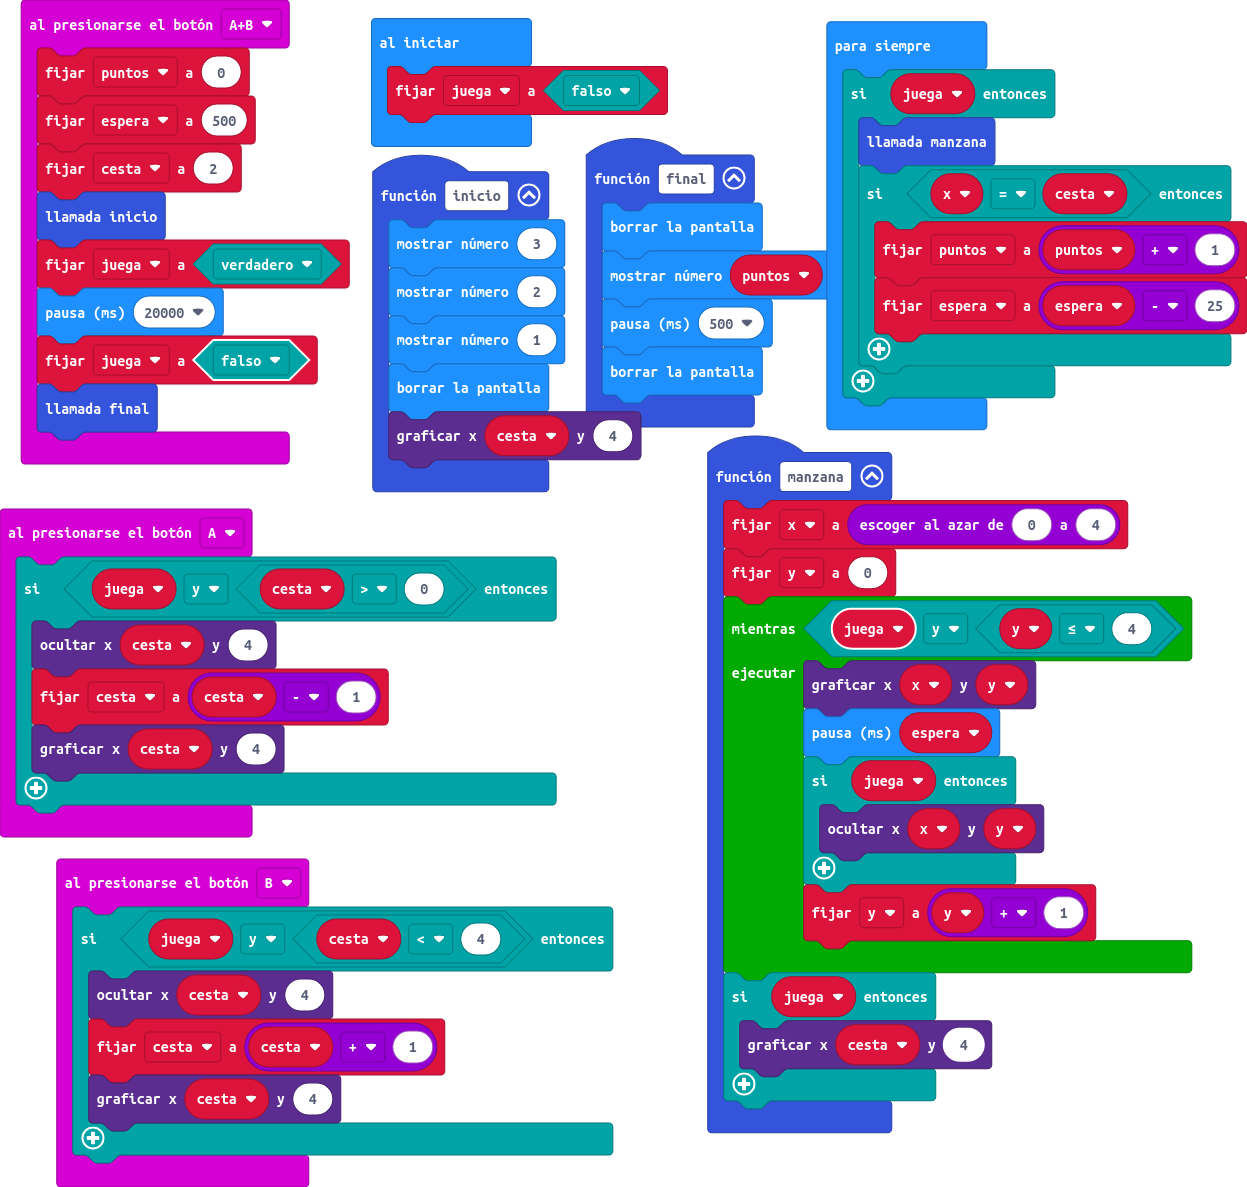 al presionarse el botón A+B
fijar puntos a 0
fijar espera a 500
fijar cesta a 2
llamada inicio
fijar juega a verdadero
pausa (ms) 20000
fijar juega a falso
llamada final
al iniciar
fijar juega a falso
función inicio
mostrar número 3
mostrar número 2
mostrar número 1
borrar la pantalla
graficar x cesta y 4
función final
borrar la pantalla
mostrar número puntos
pausa (ms) 500
borrar la pantalla
para siempre
si juega entonces
llamada manzana
si x = cesta entonces
fijar puntos a puntos + 1
fijar espera a espera - 25
al presionarse el botón A
si juega y cesta > 0 entonces
ocultar x cesta y 4
fijar cesta a cesta - 1
graficar x cesta y 4
al presionarse el botón B
si juega y cesta < 4 entonces
ocultar x cesta y 4
fijar cesta a cesta + 1
graficar x cesta y 4
función manzana
fijar x a escoger al azar de 0 a 4
fijar y a 0
mientras juega y y ≤ 4
ejecutar
graficar x x y y
pausa (ms) espera
si juega entonces
ocultar x x y y
fijar y a y + 1
si juega entonces
graficar x cesta y 4